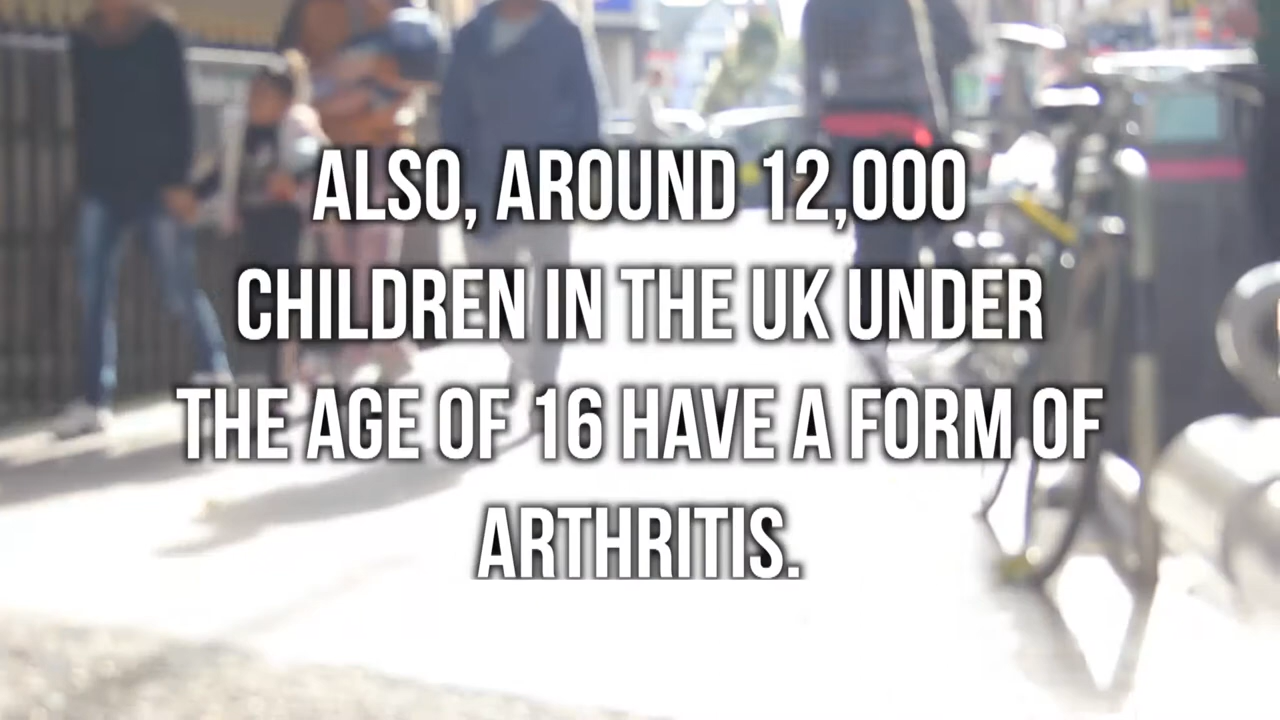 ALSO, AROUND 12,000
CHILDREN IN THE UK UNDER
THE AGE OF 16 HAVE A FORM OF
ARTHRITIS.